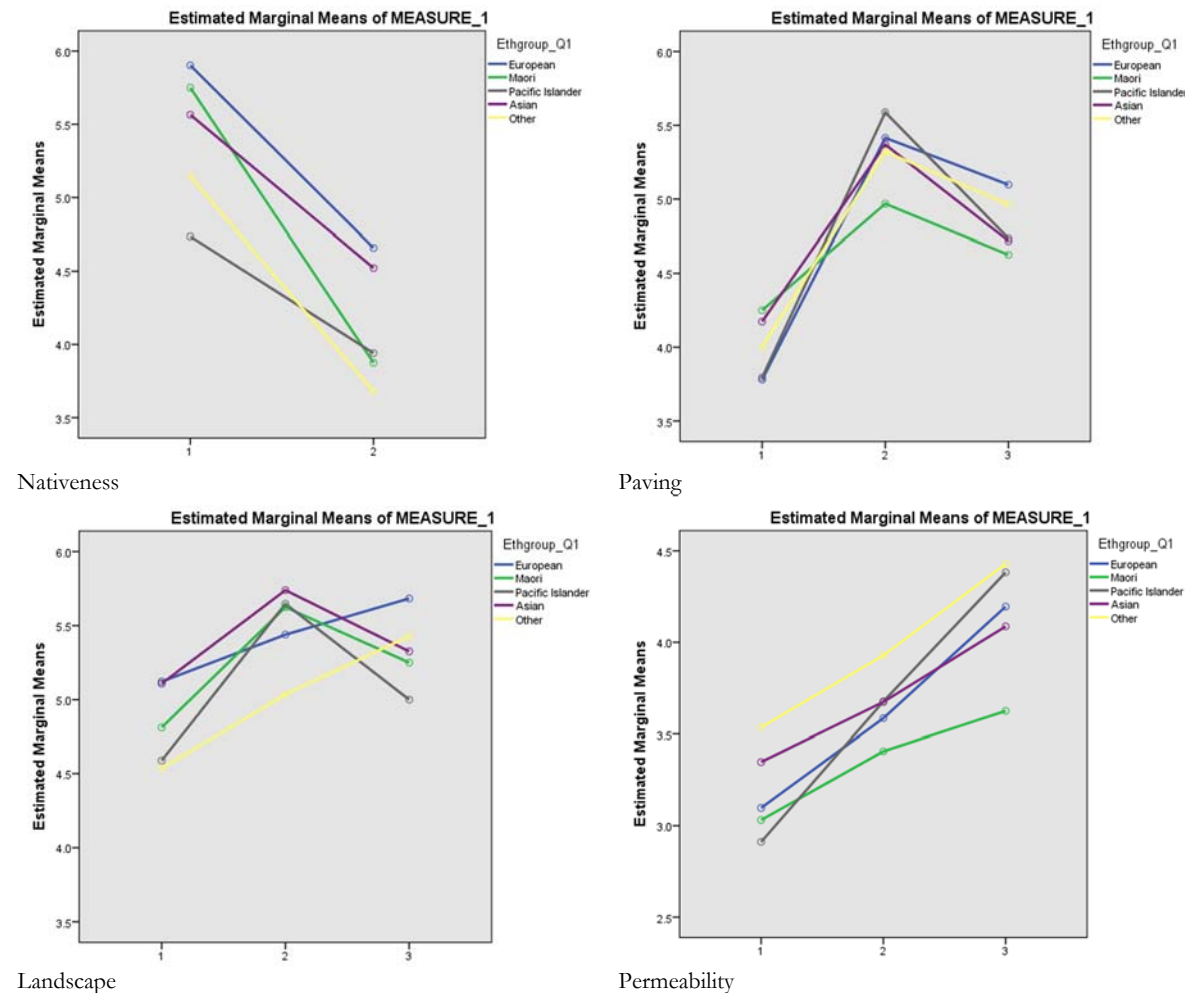 Estimated Marginal Means of MEASURE_1
Estimated Marginal Means
6.0
5.5
5.0
4.5
4.0
3.5
1
2
Ethgroup_Q1
European
Maori
Pacific Islander
Asian
Other
Nativeness
Estimated Marginal Means of MEASURE_1
Estimated Marginal Means
6.0
5.5
5.0
4.5
4.0
3.5
1
2
3
Ethgroup_Q1
European
Maori
Pacific Islander
Asian
Other
Paving
Estimated Marginal Means of MEASURE_1
Estimated Marginal Means
6.0
5.5
5.0
4.5
4.0
3.5
1
2
3
Ethgroup_Q1
European
Maori
Pacific Islander
Asian
Other
Landscape
Estimated Marginal Means of MEASURE_1
Estimated Marginal Means
4.5
4.0
3.5
3.0
2.5
1
2
3
Ethgroup_Q1
European
Maori
Pacific Islander
Asian
Other
Permeability